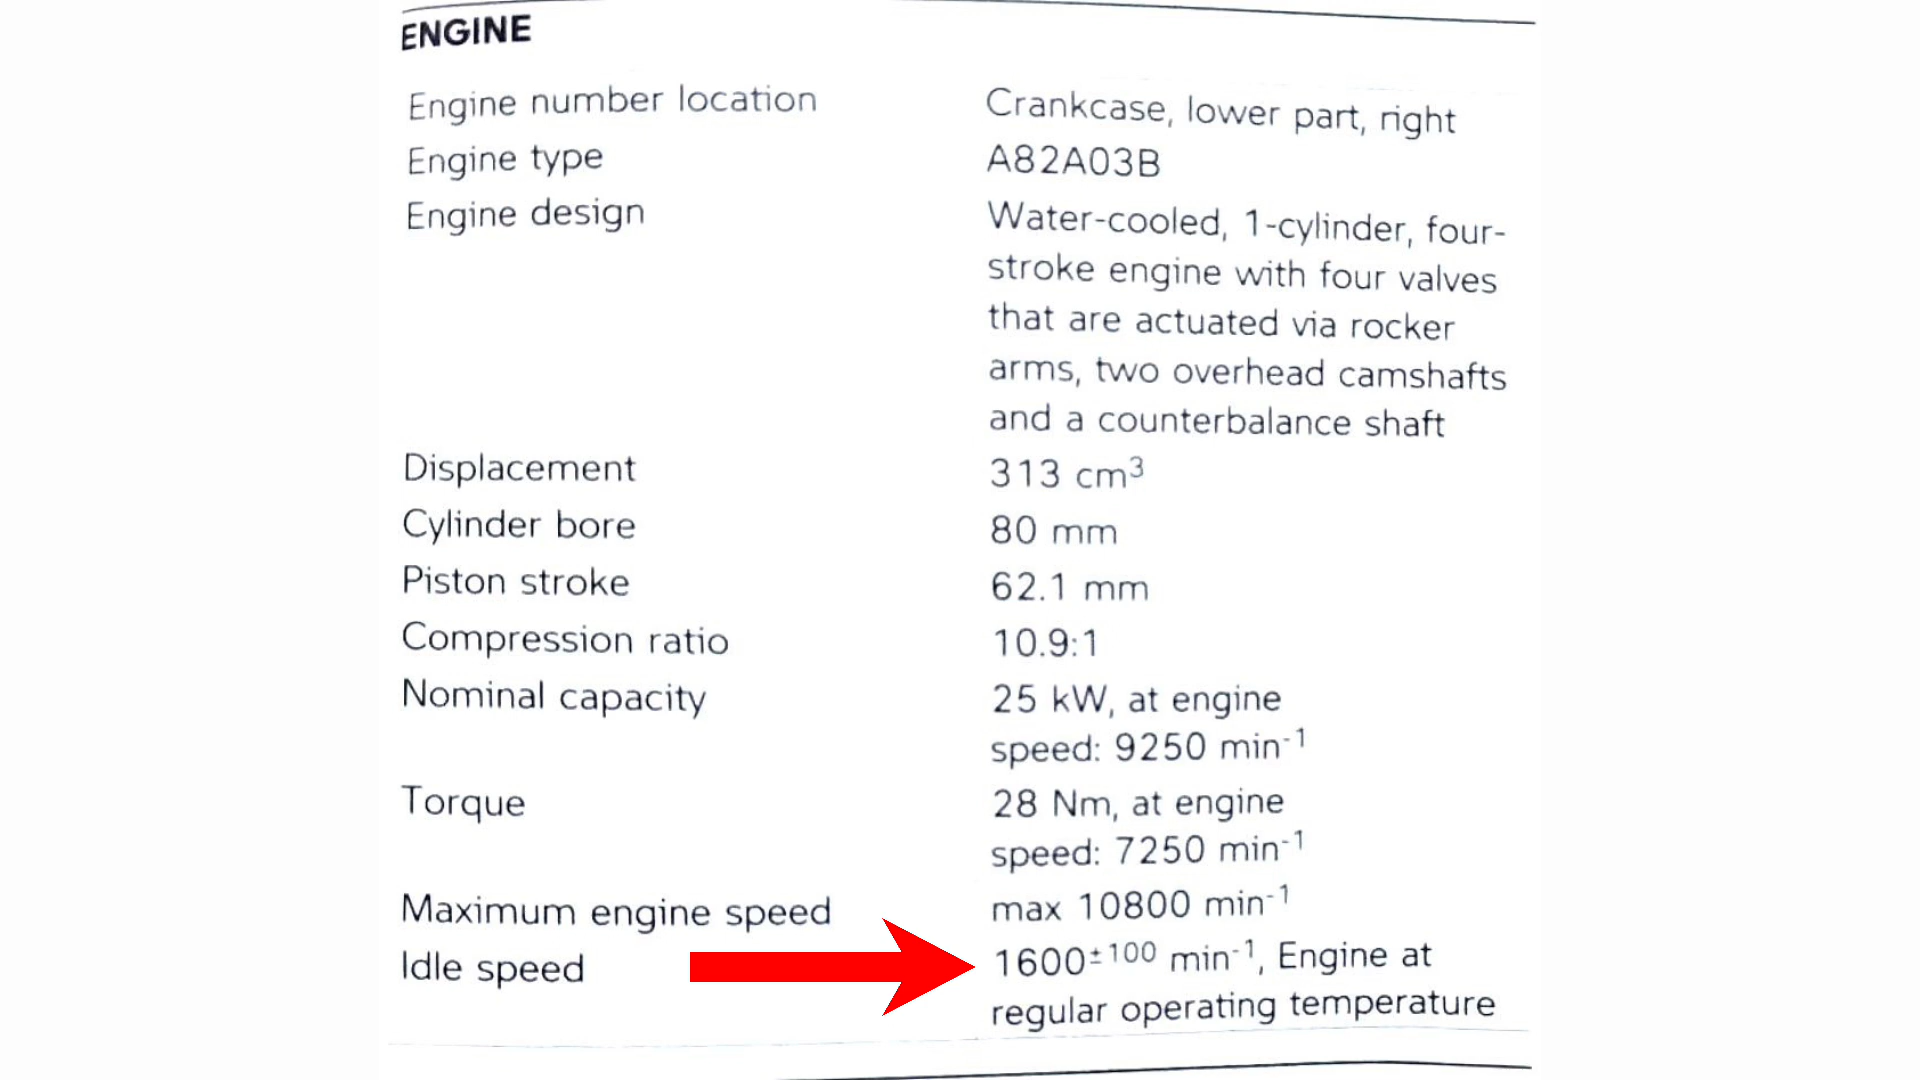 ENGINE
Engine number location Crankcase, lower part, right
Engine type A82A03B
Engine design Water-cooled, 1-cylinder, four-
stroke engine with four valves
that are actuated via rocker
arms, two overhead camshafts
and a counterbalance shaft
Displacement 313 cm³
Cylinder bore 80 mm
Piston stroke 62.1 mm
Compression ratio 10.9:1
Nominal capacity 25 kW, at engine
speed: 9250 min⁻¹
Torque 28 Nm, at engine
speed: 7250 min⁻¹
Maximum engine speed max 10800 min⁻¹
Idle speed 1600±100 min⁻¹, Engine at
regular operating temperature